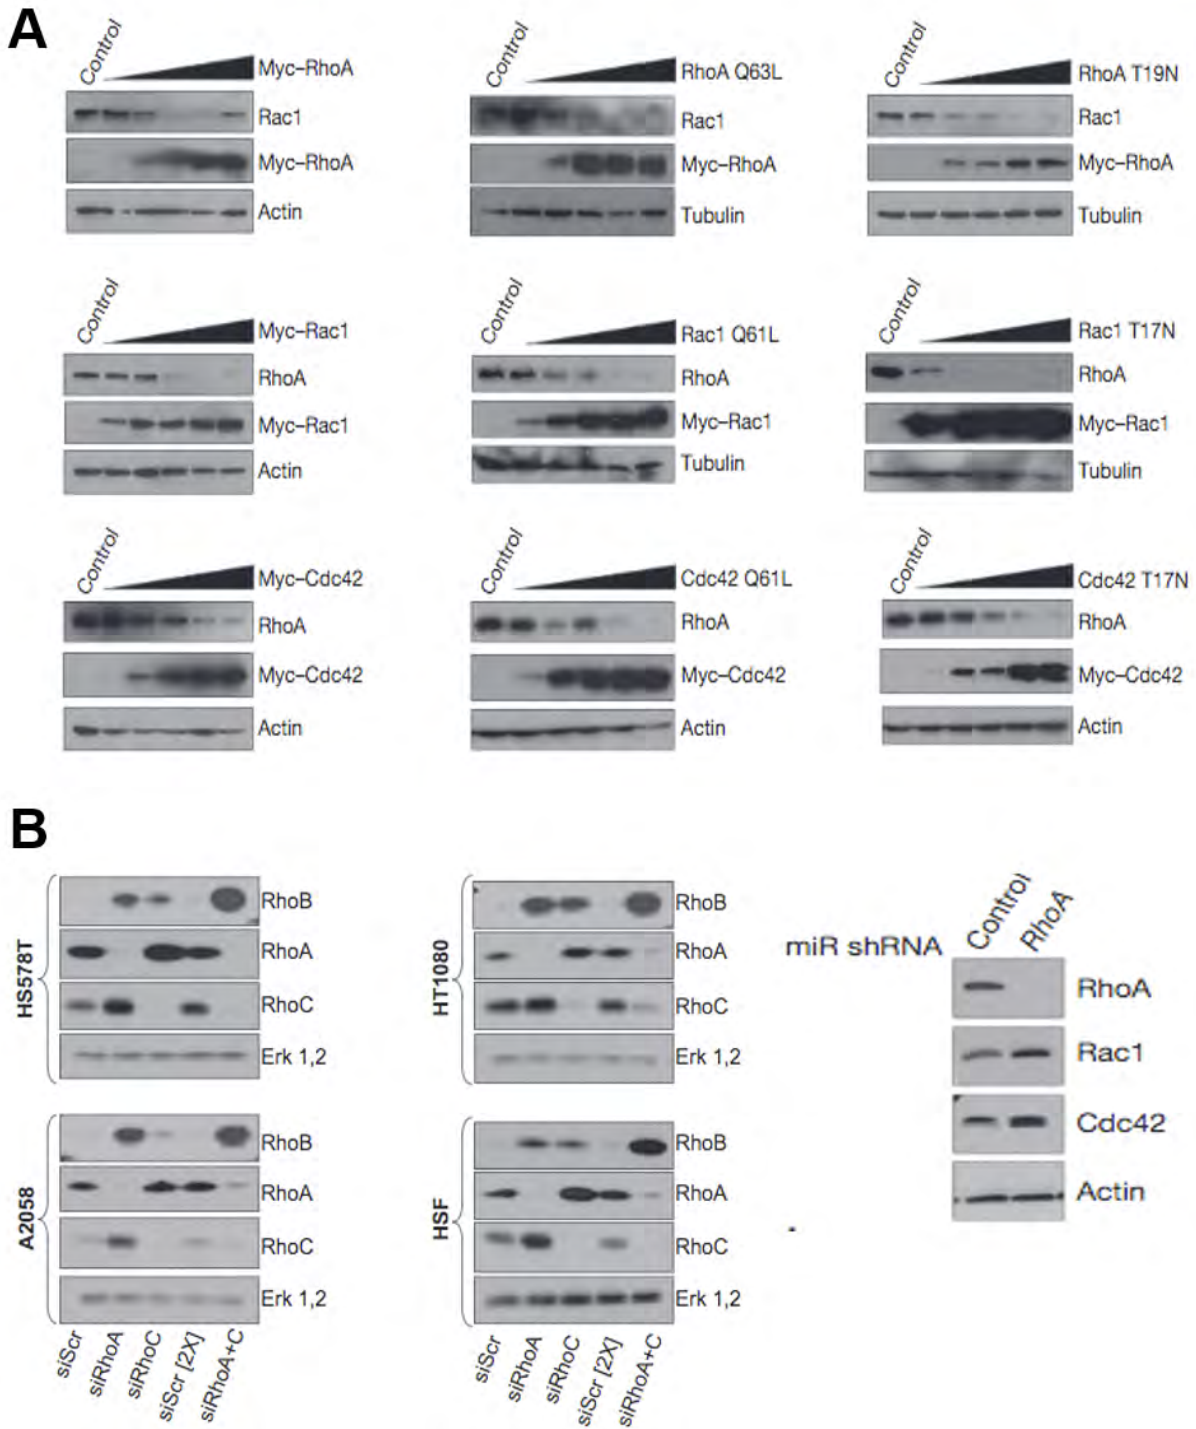 A
Control Myc–RhoA
Rac1
Myc–RhoA
Actin
Control RhoA Q63L
Rac1
Myc–RhoA
Tubulin
Control RhoA T19N
Rac1
Myc–RhoA
Tubulin
Control Myc–Rac1
RhoA
Myc–Rac1
Actin
Control Rac1 Q61L
RhoA
Myc–Rac1
Tubulin
Control Rac1 T17N
RhoA
Myc–Rac1
Tubulin
Control Myc–Cdc42
RhoA
Myc–Cdc42
Actin
Control Cdc42 Q61L
RhoA
Myc–Cdc42
Actin
Control Cdc42 T17N
RhoA
Myc–Cdc42
Actin
B
HS578T
RhoB
RhoA
RhoC
Erk 1,2
A2058
RhoB
RhoA
RhoC
Erk 1,2
siScr
siRhoA
siRhoC
siScr [2X]
siRhoA+C
HT1080
RhoB
RhoA
RhoC
Erk 1,2
HSF
RhoB
RhoA
RhoC
Erk 1,2
siScr
siRhoA
siRhoC
siScr [2X]
siRhoA+C
miR shRNA Control RhoA
RhoA
Rac1
Cdc42
Actin